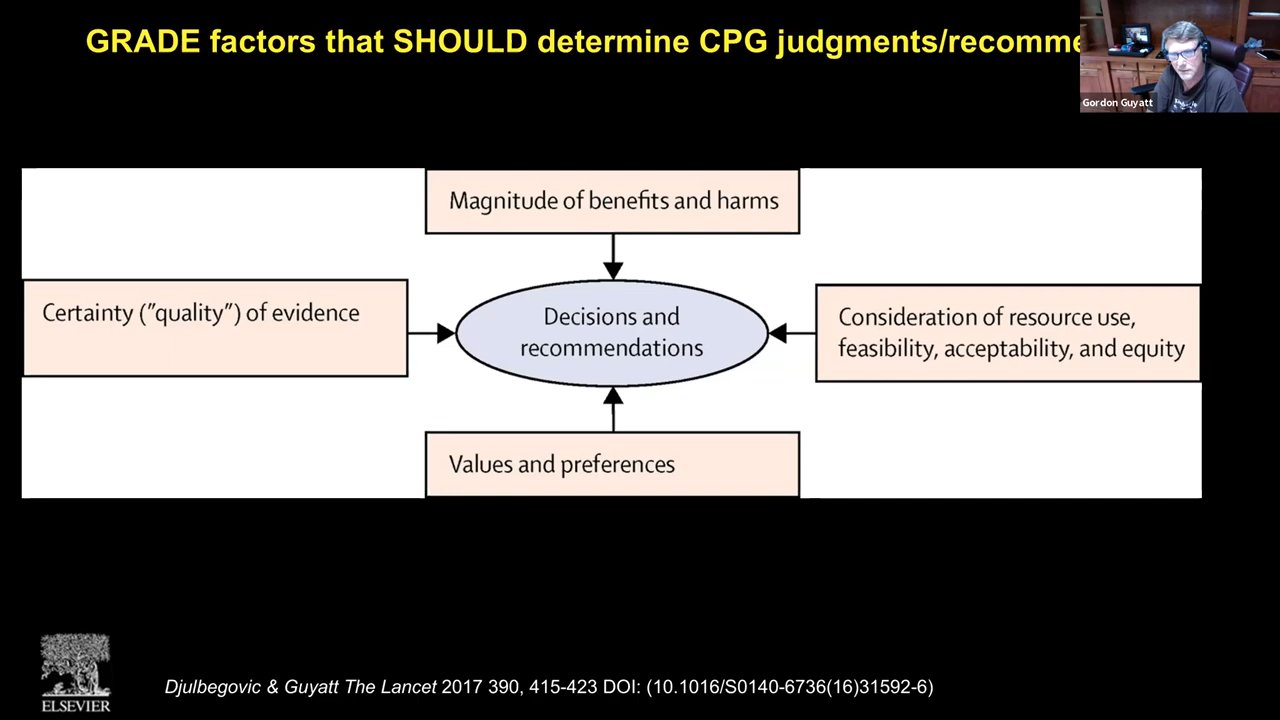 GRADE factors that SHOULD determine CPG judgments/recomme
Gordon Guyatt
Magnitude of benefits and harms
Certainty (”quality”) of evidence
Decisions and
recommendations
Consideration of resource use,
feasibility, acceptability, and equity
Values and preferences
ELSEVIER
Djulbegovic & Guyatt The Lancet 2017 390, 415-423 DOI: (10.1016/S0140-6736(16)31592-6)